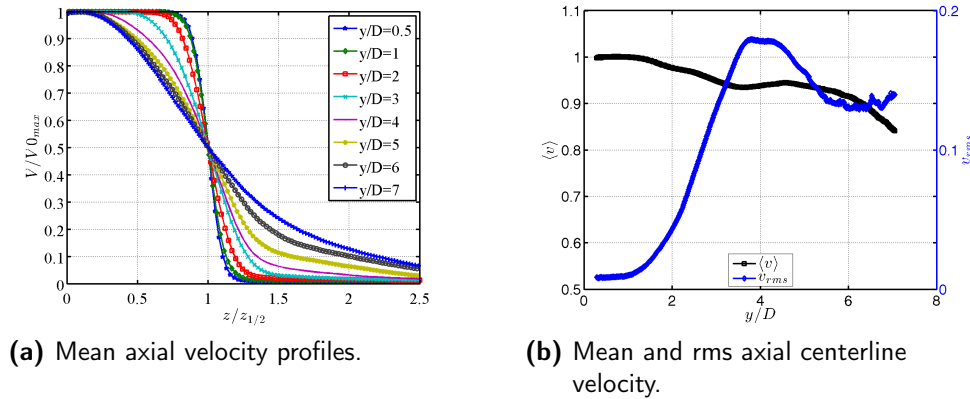 1
0.9
0.8
0.7
0.6
0.5
0.4
0.3
0.2
0.1
0
V/V0max
0 0.5 1 1.5 2 2.5
z/z1/2
y/D=0.5
y/D=1
y/D=2
y/D=3
y/D=4
y/D=5
y/D=6
y/D=7
(a) Mean axial velocity profiles.
1.1
1
0.9
0.8
0.7
0.6
0.5
⟨v⟩
0 2 4 6 8
y/D
0.2
0.1
0
vrms
⟨v⟩
vrms
(b) Mean and rms axial centerline
velocity.